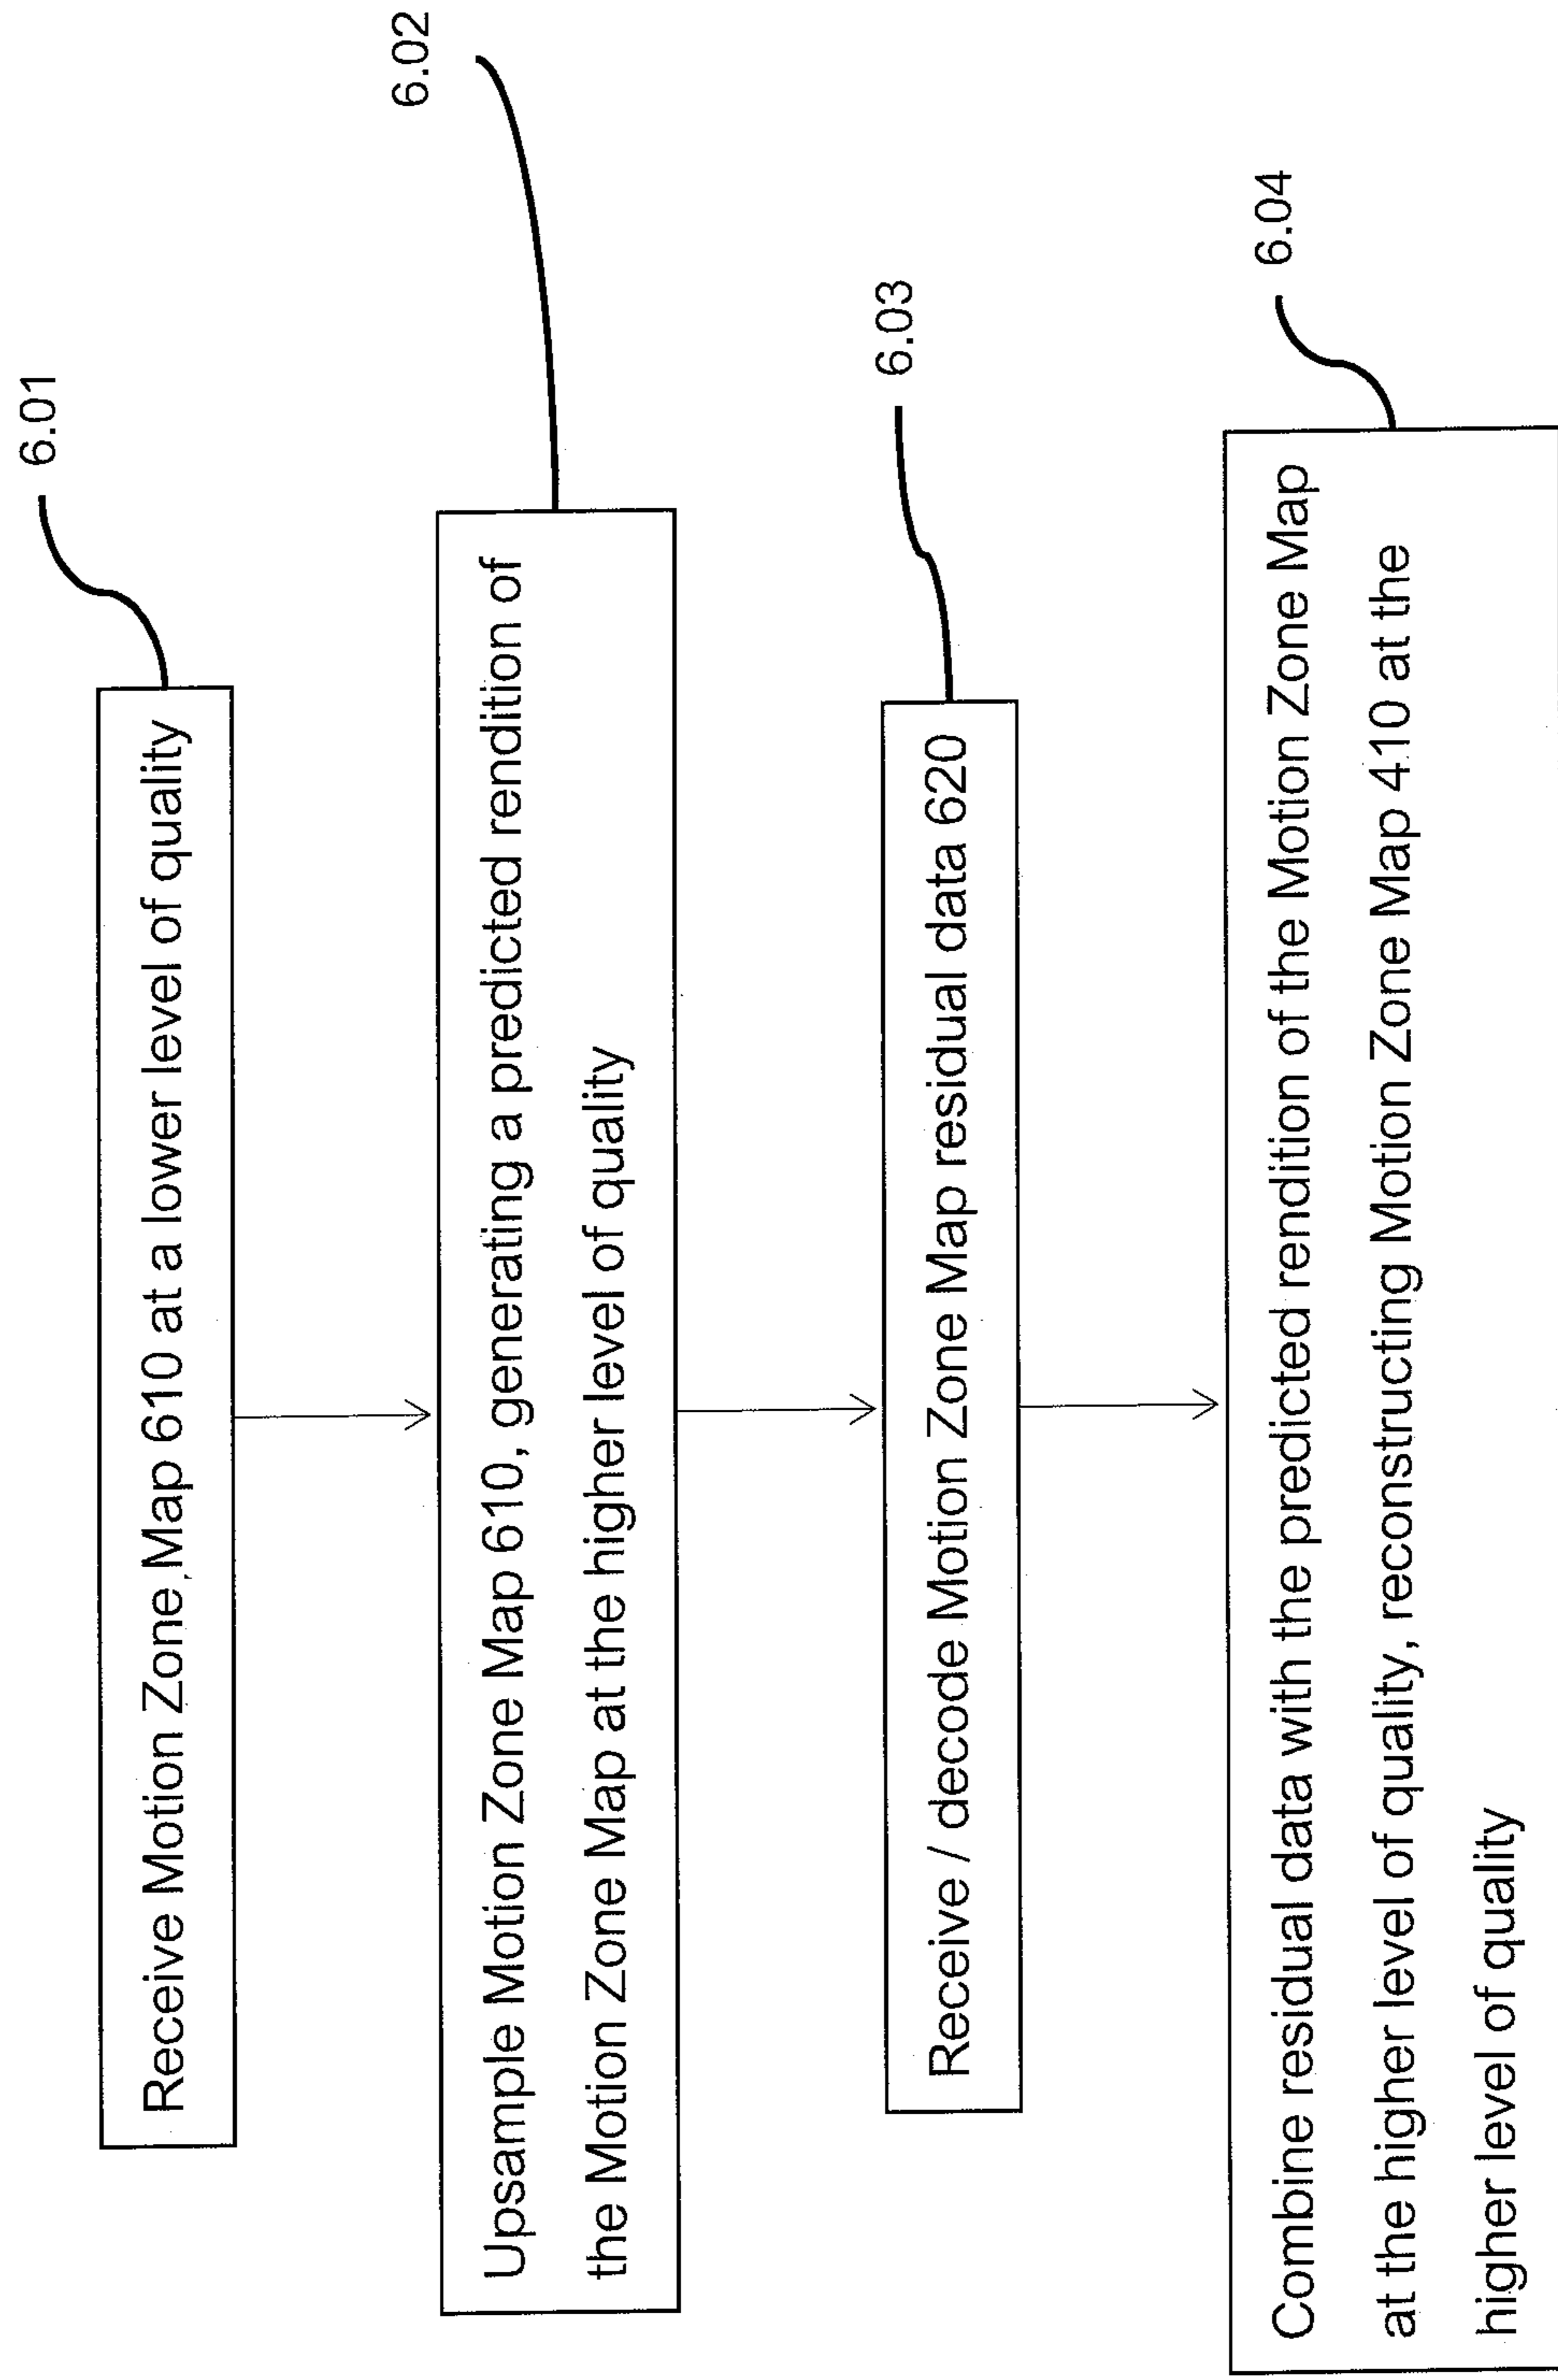 6.01
Receive Motion Zone Map 610 at a lower level of quality
6.02
Upsample Motion Zone Map 610, generating a predicted rendition of
the Motion Zone Map at the higher level of quality
6.03
Receive / decode Motion Zone Map residual data 620
6.04
Combine residual data with the predicted rendition of the Motion Zone Map
at the higher level of quality, reconstructing Motion Zone Map 410 at the
higher level of quality